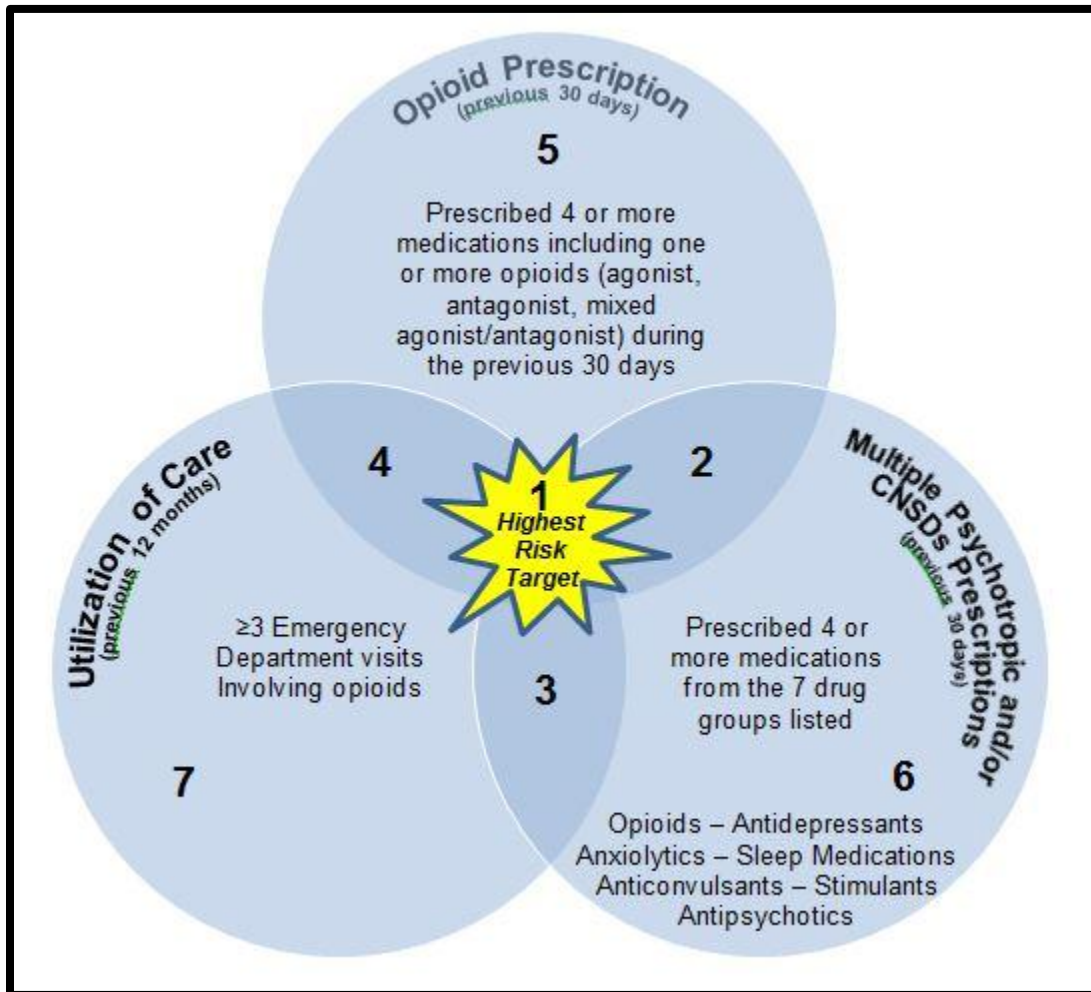 Opioid Prescription
(previous 30 days)
5
Prescribed 4 or more
medications including one
or more opioids (agonist,
antagonist, mixed
agonist/antagonist) during
the previous 30 days
4
1
Highest
Risk
Target
2
Utilization of Care
(previous 12 months)
≥3 Emergency
Department visits
Involving opioids
7
3
Multiple Psychotropic and/or
CNSDs Prescriptions
(previous 30 days)
Prescribed 4 or
more medications
from the 7 drug
groups listed
6
Opioids – Antidepressants
Anxiolytics – Sleep Medications
Anticonvulsants – Stimulants
Antipsychotics